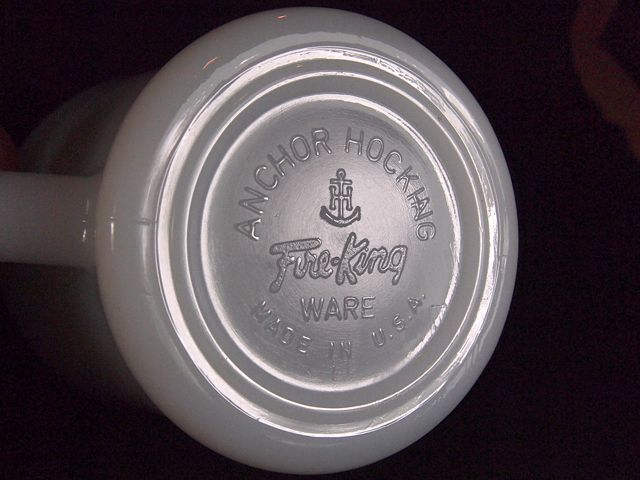 ANCHOR HOCKING
H
Fire-King
WARE
MADE IN U.S.A.